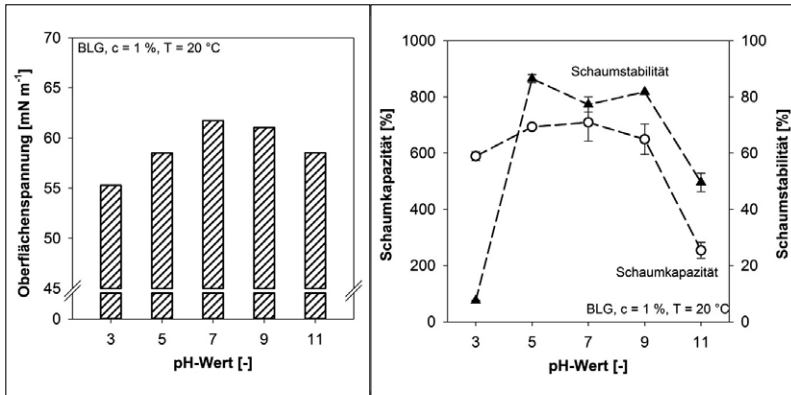 BLG, c = 1 %, T = 20 °C
Oberflächenspannung [mN m⁻¹]
70
65
60
55
50
45
0
3 5 7 9 11
pH-Wert [-]
Schaumkapazität [%]
1000
800
600
400
200
0
Schaumstabilität
Schaumkapazität
BLG, c = 1 %, T = 20 °C
100
80
60
40
20
0
Schaumstabilität [%]
3 5 7 9 11
pH-Wert [-]